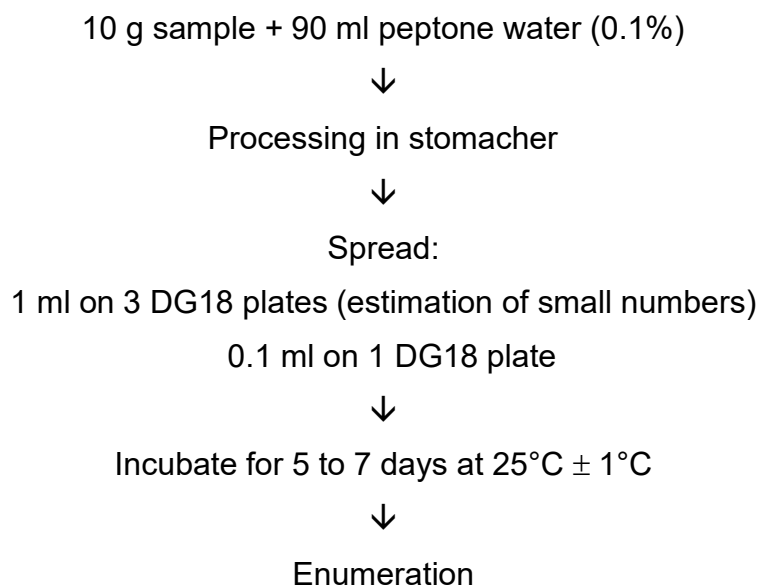 10 g sample + 90 ml peptone water (0.1%)
↓
Processing in stomacher
↓
Spread:
1 ml on 3 DG18 plates (estimation of small numbers)
0.1 ml on 1 DG18 plate
↓
Incubate for 5 to 7 days at 25°C ± 1°C
↓
Enumeration